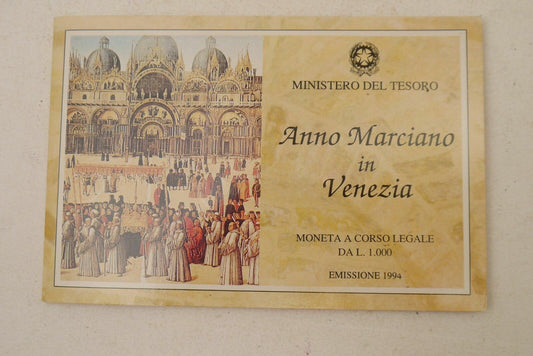 MINISTERO DEL TESORO
Anno Marciano
in
Venezia
MONETA A CORSO LEGALE
DA L. 1.000
EMISSIONE 1994